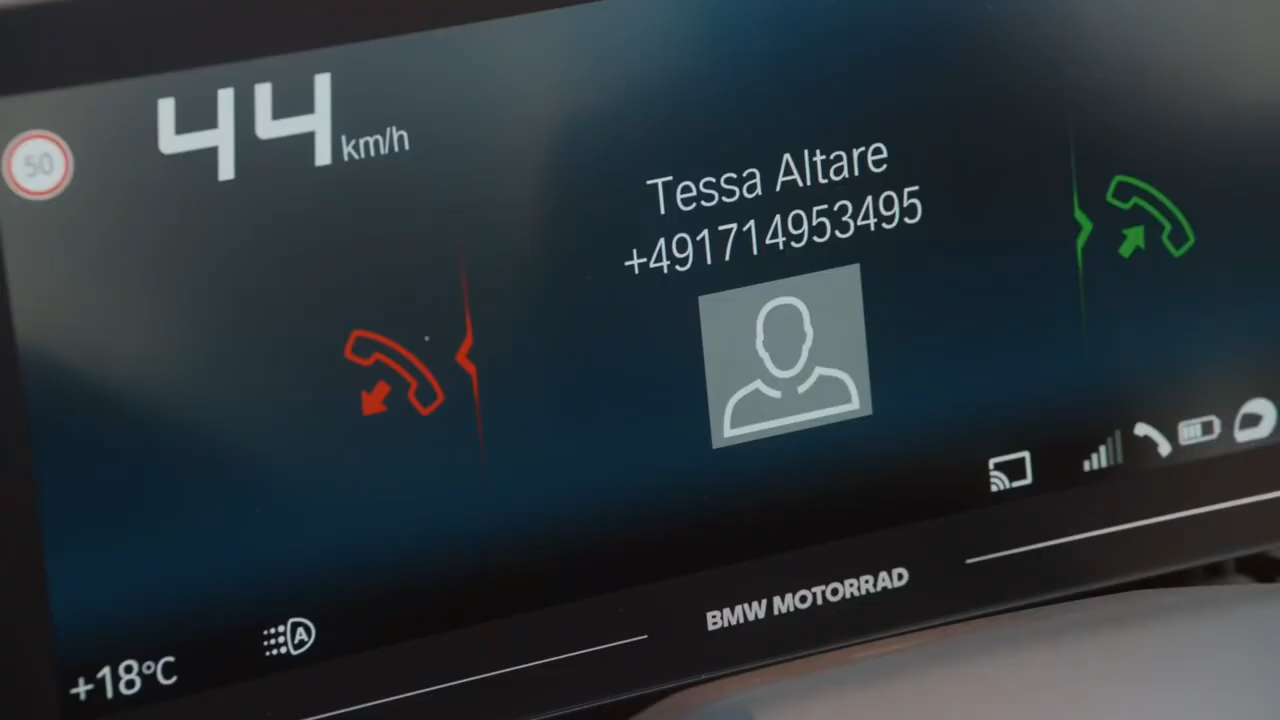 44 km/h
50
Tessa Altare
+491714953495
A
+18°C
BMW MOTORRAD